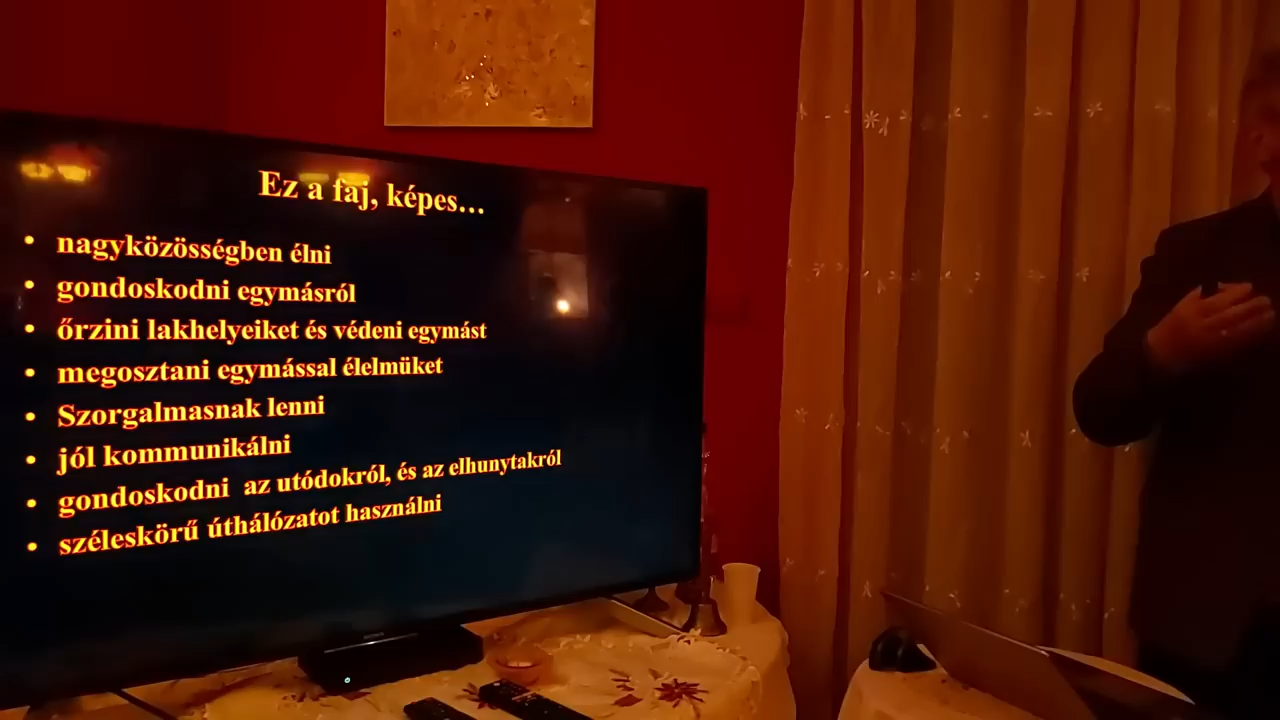 Ez a faj, képes…
• nagyközösségben élni
• gondoskodni egymásról
• őrzini lakhelyeiket és védeni egymást
• megosztani egymással élelmüket
• Szorgalmasnak lenni
• jól kommunikálni
• gondoskodni az utódokról, és az elhunytakról
• széleskörű úthálózatot használni